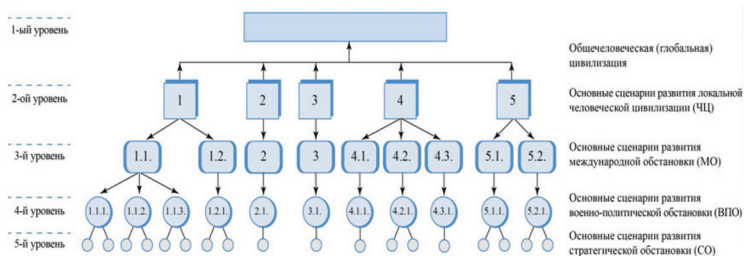 1-ый уровень
Общечеловеческая (глобальная)
цивилизация
2-ой уровень
1 2 3 4 5
Основные сценарии развития локальной
человеческой цивилизации (ЧЦ)
3-й уровень
1.1. 1.2. 2 3 4.1. 4.2. 4.3. 5.1. 5.2.
Основные сценарии развития
международной обстановки (МО)
4-й уровень
1.1.1. 1.1.2. 1.1.3. 1.2.1. 2.1. 3.1. 4.1.1. 4.2.1. 4.3.1. 5.1.1. 5.2.1.
Основные сценарии развития
военно-политической обстановки (ВПО)
5-й уровень
Основные сценарии развития
стратегической обстановки (СО)